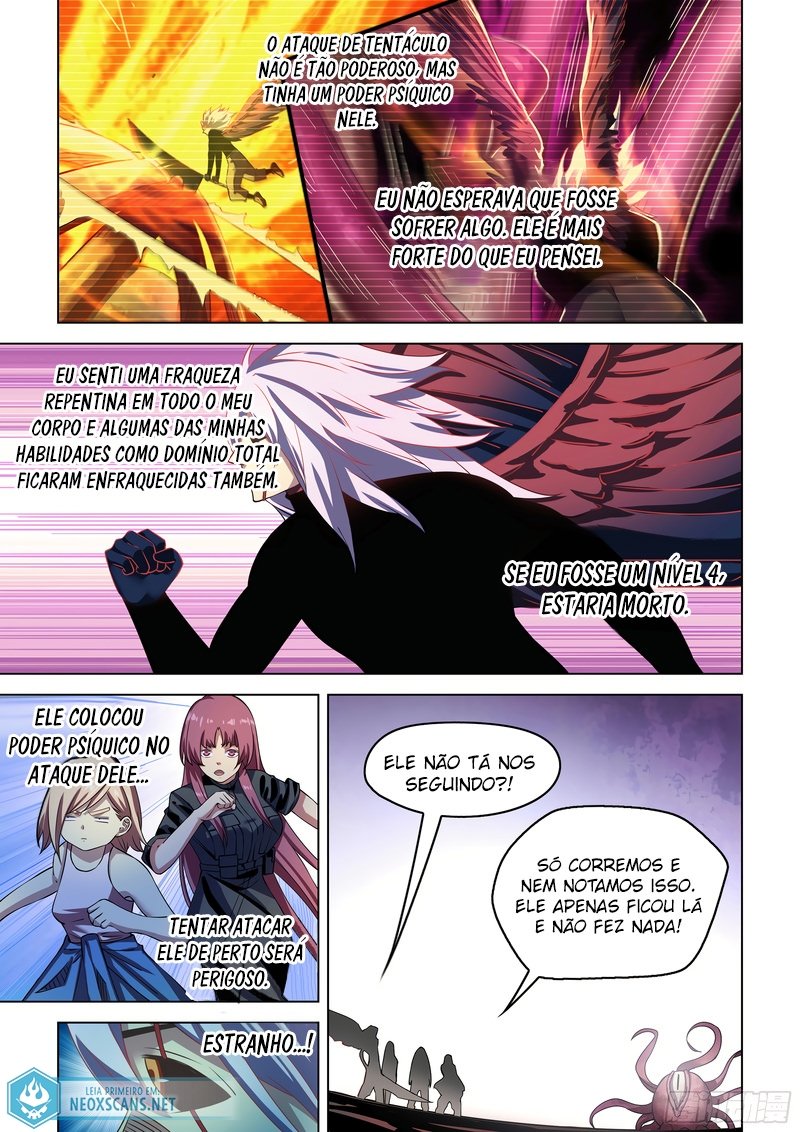 O ATAQUE DE TENTÁCULO
NÃO É TÃO PODEROSO, MAS
TINHA UM PODER PSÍQUICO
NELE.
EU NÃO ESPERAVA QUE FOSSE
SOFRER ALGO. ELE É MAIS
FORTE DO QUE EU PENSEI.
EU SENTI UMA FRAQUEZA
REPENTINA EM TODO O MEU
CORPO E ALGUMAS DAS MINHAS
HABILIDADES COMO DOMÍNIO TOTAL
FICARAM ENFRAQUECIDAS TAMBÉM.
SE EU FOSSE UM NÍVEL 4,
ESTARIA MORTO.
ELE COLOCOU
PODER PSÍQUICO NO
ATAQUE DELE...
TENTAR ATACAR
ELE DE PERTO SERÁ
PERIGOSO.
ELE NÃO TÁ NOS
SEGUINDO?!
SÓ CORREMOS E
NEM NOTAMOS ISSO.
ELE APENAS FICOU LÁ
E NÃO FEZ NADA!
ESTRANHO...!
LEIA PRIMEIRO EM:
NEOXSCANS.NET